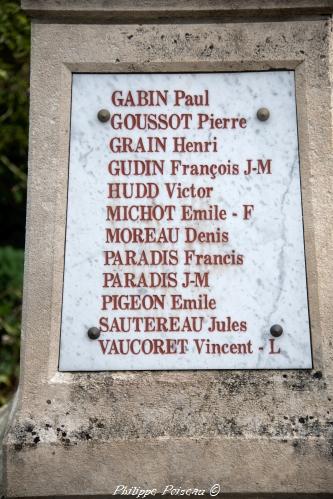 GABIN Paul
GOUSSOT Pierre
GRAIN Henri
GUDIN François J-M
HUDD Victor
MICHOT Emile - F
MOREAU Denis
PARADIS Francis
PARADIS J-M
PIGEON Emile
SAUTEREAU Jules
VAUCORET Vincent - L
Philippe Poiseau ©